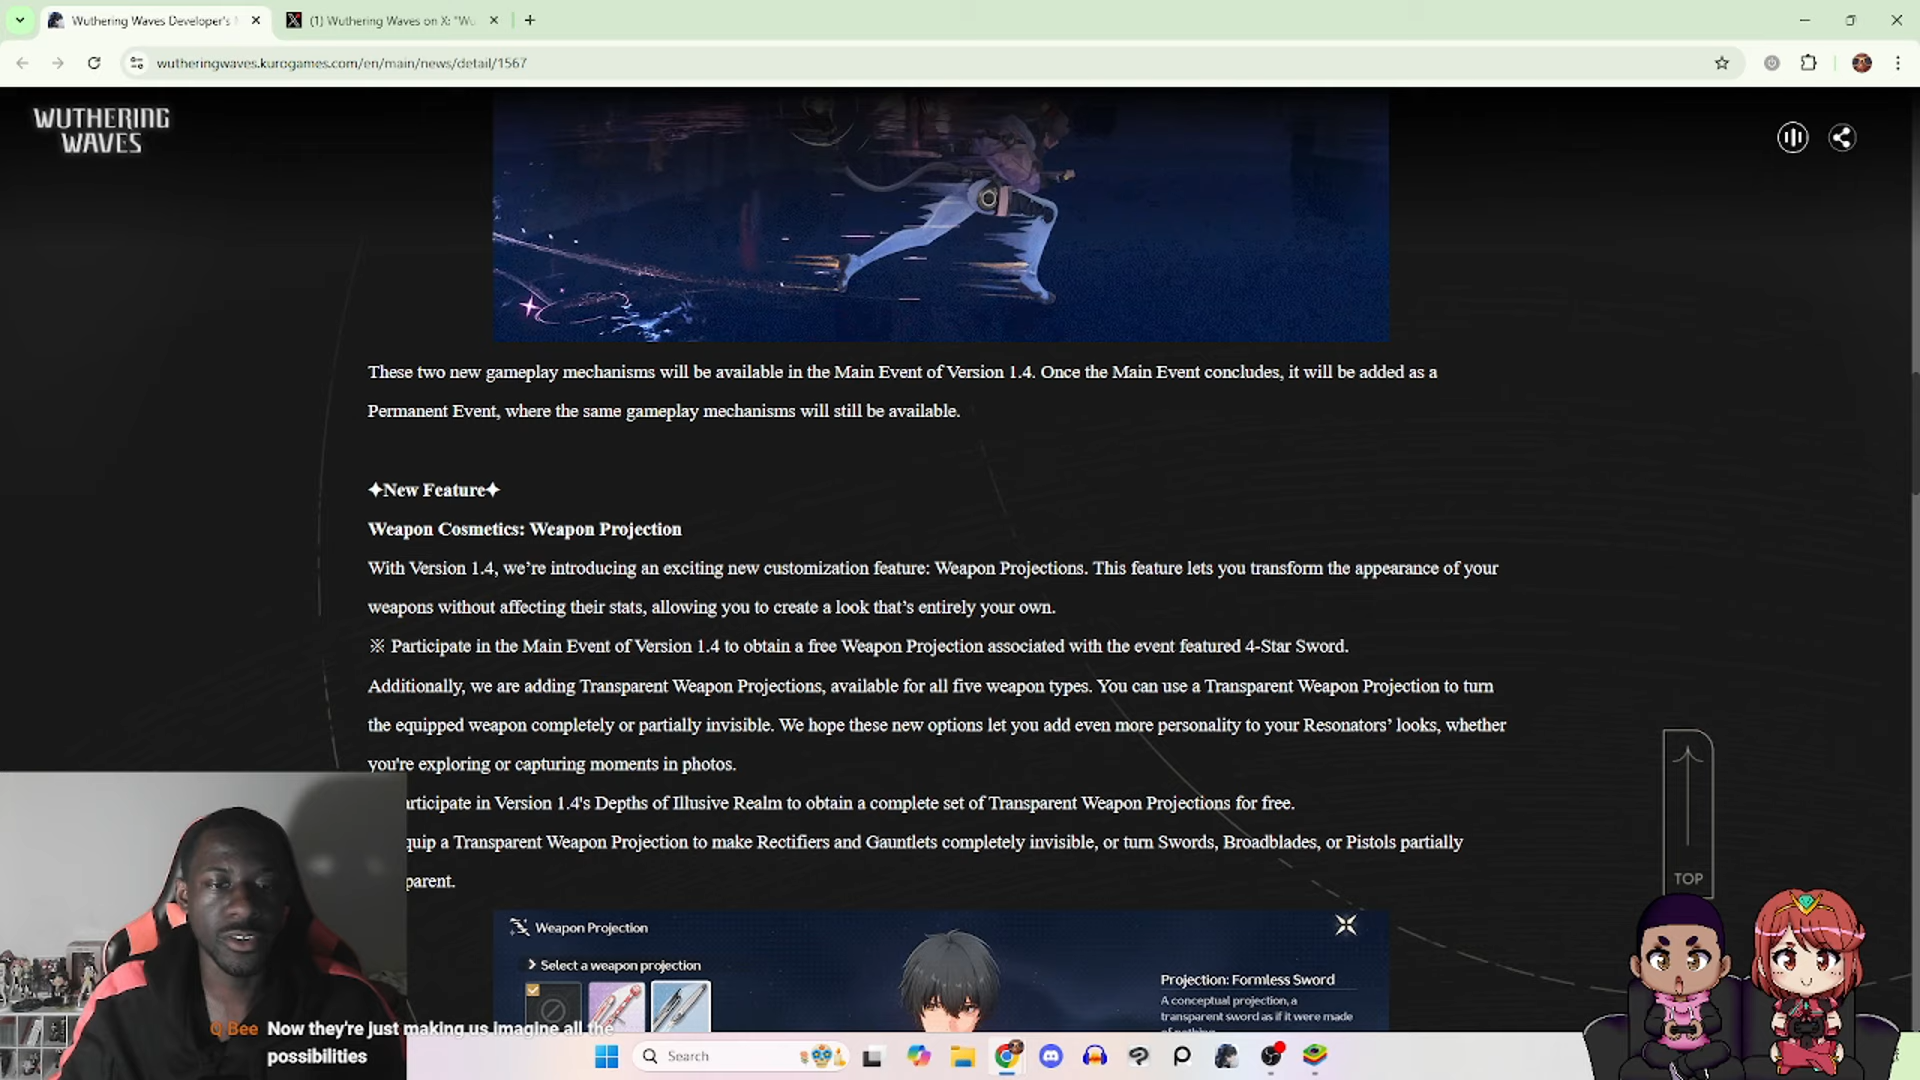 Wuthering Waves Developer's
(1) Wuthering Waves on X: "Wu
wutheringwaves.kurogames.com/en/main/news/detail/1567
WUTHERING
WAVES
These two new gameplay mechanisms will be available in the Main Event of Version 1.4. Once the Main Event concludes, it will be added as a
Permanent Event, where the same gameplay mechanisms will still be available.
✦New Feature✦
Weapon Cosmetics: Weapon Projection
With Version 1.4, we’re introducing an exciting new customization feature: Weapon Projections. This feature lets you transform the appearance of your
weapons without affecting their stats, allowing you to create a look that’s entirely your own.
※ Participate in the Main Event of Version 1.4 to obtain a free Weapon Projection associated with the event featured 4-Star Sword.
Additionally, we are adding Transparent Weapon Projections, available for all five weapon types. You can use a Transparent Weapon Projection to turn
the equipped weapon completely or partially invisible. We hope these new options let you add even more personality to your Resonators’ looks, whether
you're exploring or capturing moments in photos.
articipate in Version 1.4's Depths of Illusive Realm to obtain a complete set of Transparent Weapon Projections for free.
quip a Transparent Weapon Projection to make Rectifiers and Gauntlets completely invisible, or turn Swords, Broadblades, or Pistols partially
parent.
TOP
Weapon Projection
Select a weapon projection
Projection: Formless Sword
A conceptual projection, a
transparent sword as if it were made
Q Bee Now they're just making us imagine all the
possibilities
Search